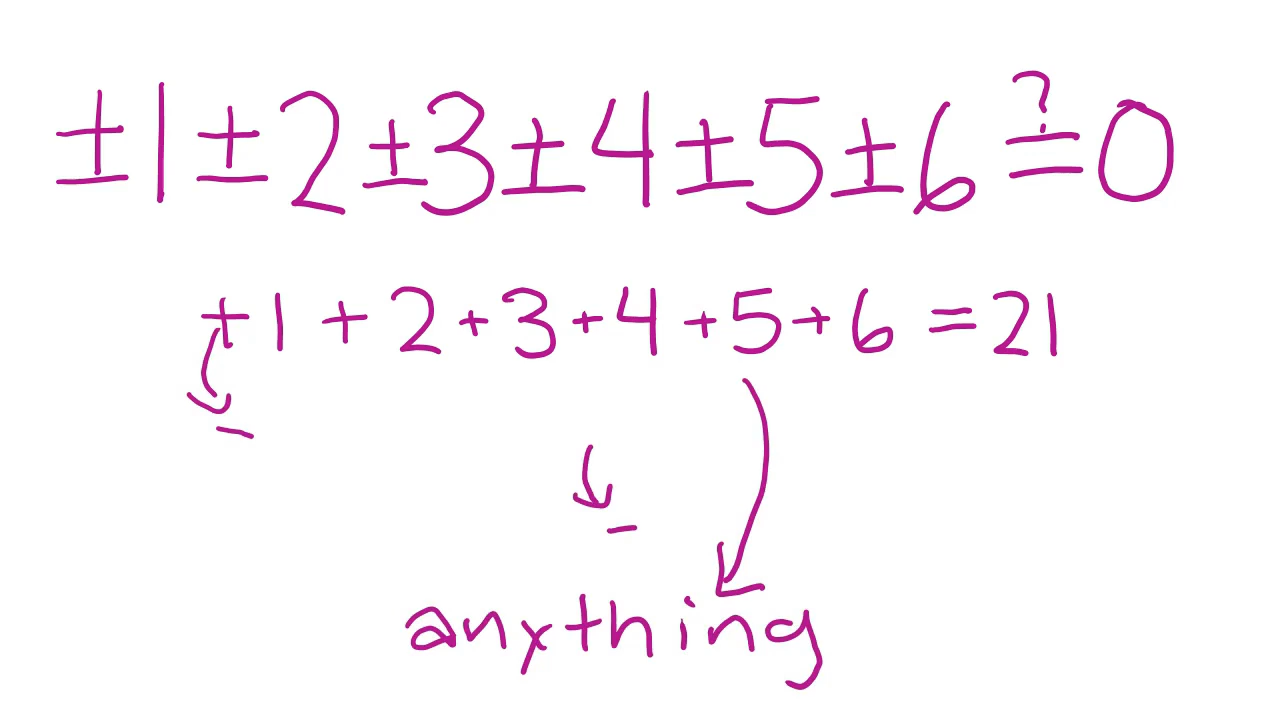 ±1±2±3±4±5±6≟0
+1+2+3+4+5+6=21
-
-
anything